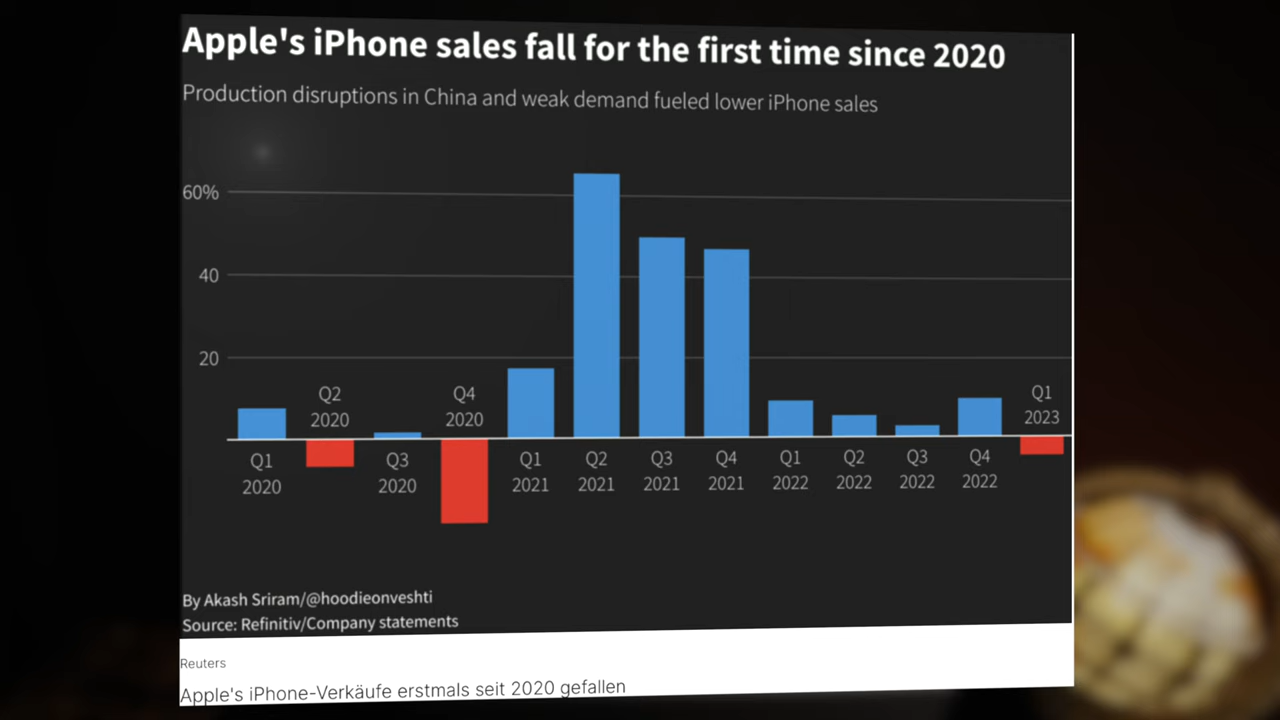 Apple's iPhone sales fall for the first time since 2020
Production disruptions in China and weak demand fueled lower iPhone sales
60%
40
20
Q2
2020
Q4
2020
Q1
2023
Q1
2020
Q3
2020
Q1
2021
Q2
2021
Q3
2021
Q4
2021
Q1
2022
Q2
2022
Q3
2022
Q4
2022
By Akash Sriram/@hoodieonveshti
Source: Refinitiv/Company statements
Reuters
Apple's iPhone-Verkäufe erstmals seit 2020 gefallen